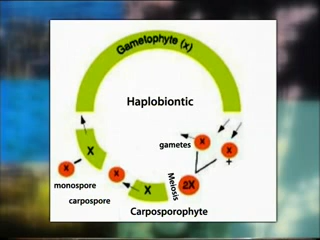 Gametophyte (x)
Haplobiontic
gametes
X
X
+
X
X
monospore
X
X
2X
Meiosis
carpospore
Carposporophyte